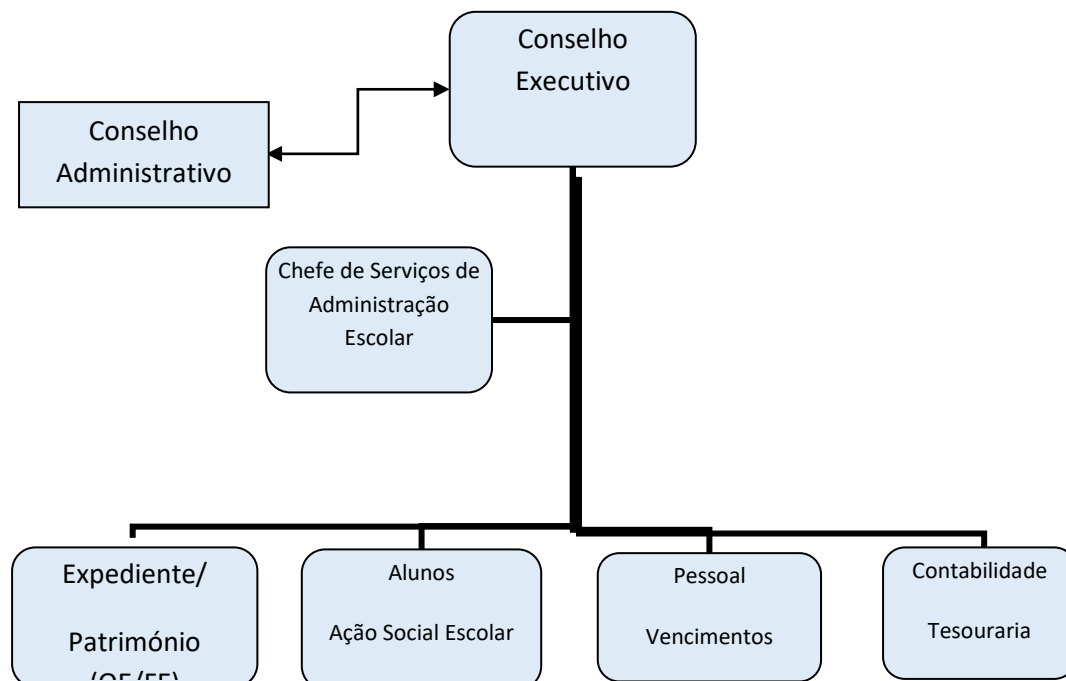 Conselho
Executivo
Conselho
Administrativo
Chefe de Serviços de
Administração
Escolar
Expediente/
Património
Alunos
Ação Social Escolar
Pessoal
Vencimentos
Contabilidade
Tesouraria